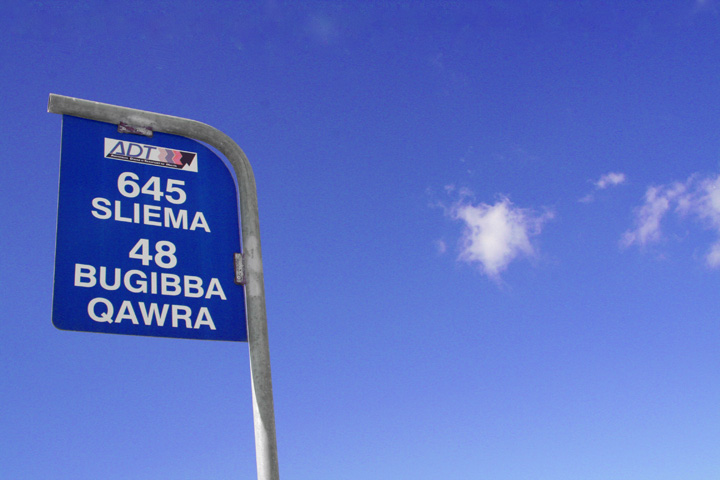 ADT
645
SLIEMA
48
BUGIBBA
QAWRA